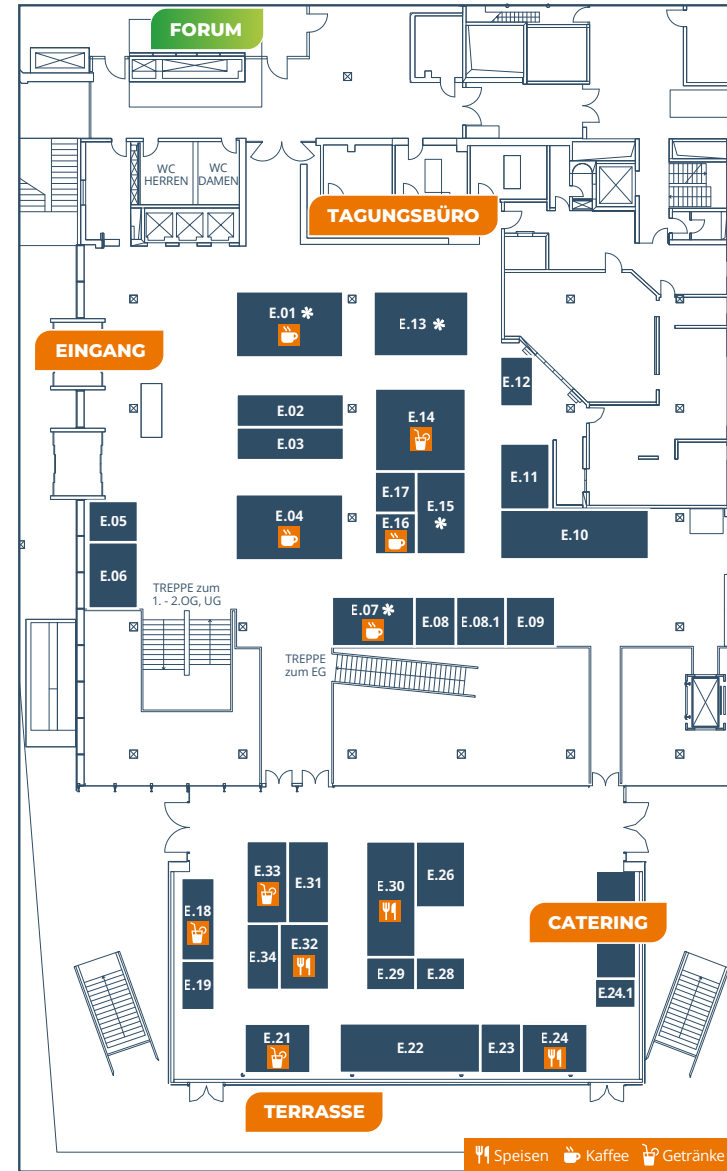 FORUM
WC
HERREN
WC
DAMEN
TAGUNGSBÜRO
E.01 *
E.13 *
EINGANG
E.12
E.02
E.14
E.03
E.11
E.17
E.15
*
E.04
E.16
E.05
E.10
E.06
TREPPE zum
1. - 2.OG, UG
E.07 *
E.08
E.08.1
E.09
TREPPE
zum EG
E.33
E.31
E.30
E.26
E.18
CATERING
E.34
E.32
E.29
E.28
E.19
E.24.1
E.21
E.22
E.23
E.24
TERRASSE
Speisen Kaffee Getränke